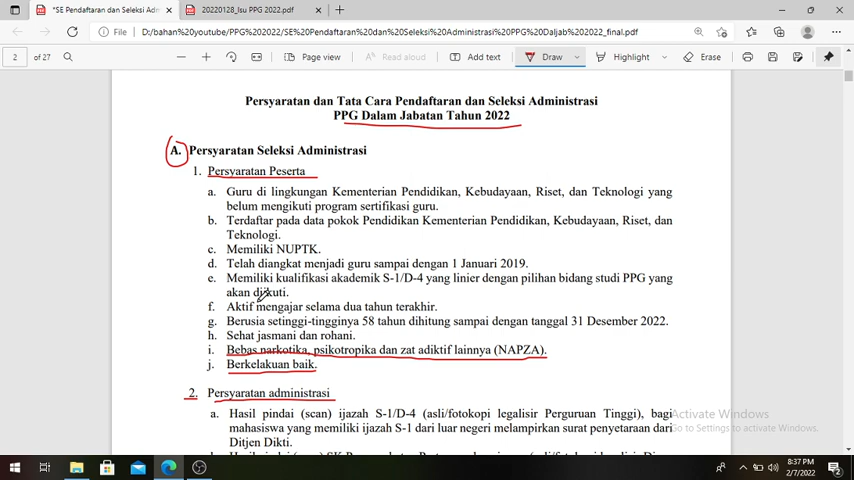 *SE Pendaftaran dan Seleksi Admi
20220128_Isu PPG 2022.pdf
File
D:/bahan%20youtube/PPG%202022/SE%20Pendaftaran%20dan%20Seleksi%20Administrasi%20PPG%20Daljab%202022_final.pdf
2
of 27
Page view
Read aloud
Add text
Draw
Highlight
Erase
Persyaratan dan Tata Cara Pendaftaran dan Seleksi Administrasi
PPG Dalam Jabatan Tahun 2022
A. Persyaratan Seleksi Administrasi
1. Persyaratan Peserta
a. Guru di lingkungan Kementerian Pendidikan, Kebudayaan, Riset, dan Teknologi yang
belum mengikuti program sertifikasi guru.
b. Terdaftar pada data pokok Pendidikan Kementerian Pendidikan, Kebudayaan, Riset, dan
Teknologi.
c. Memiliki NUPTK.
d. Telah diangkat menjadi guru sampai dengan 1 Januari 2019.
e. Memiliki kualifikasi akademik S-1/D-4 yang linier dengan pilihan bidang studi PPG yang
akan diikuti.
f. Aktif mengajar selama dua tahun terakhir.
g. Berusia setinggi-tingginya 58 tahun dihitung sampai dengan tanggal 31 Desember 2022.
h. Sehat jasmani dan rohani.
i. Bebas narkotika, psikotropika dan zat adiktif lainnya (NAPZA).
j. Berkelakuan baik.
2. Persyaratan administrasi
a. Hasil pindai (scan) ijazah S-1/D-4 (asli/fotokopi legalisir Perguruan Tinggi), bagi
mahasiswa yang memiliki ijazah S-1 dari luar negeri melampirkan surat penyetaraan dari
Ditjen Dikti.
Activate Windows
Go to Settings to activate Windows.
8:37 PM
2/7/2022
2